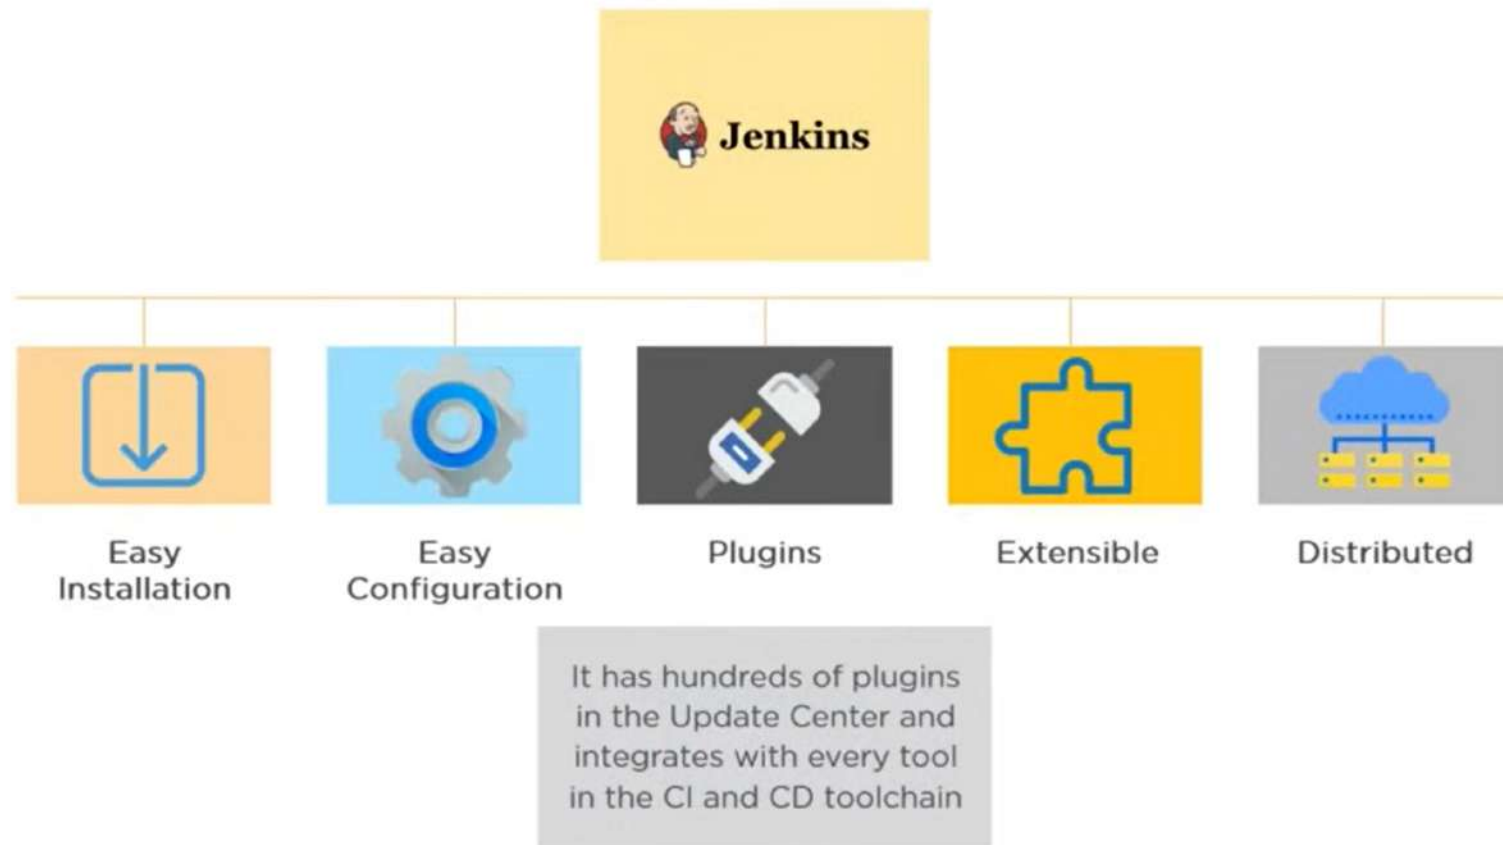 Jenkins
Easy
Installation
Easy
Configuration
Plugins
Extensible
Distributed
It has hundreds of plugins
in the Update Center and
integrates with every tool
in the CI and CD toolchain